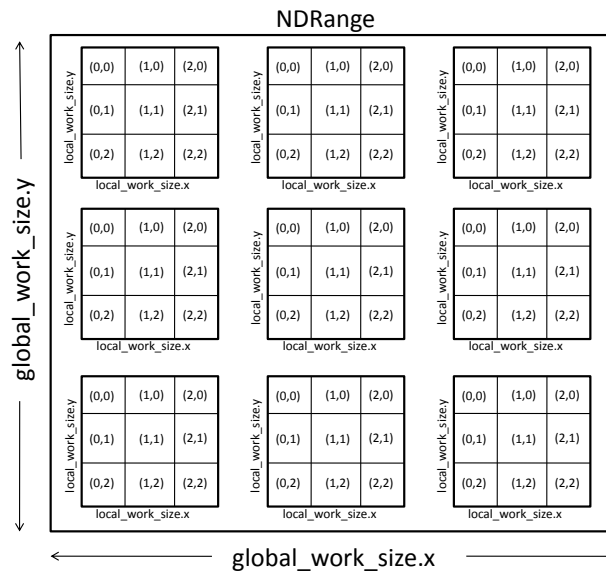 NDRange
global_work_size.y
local_work_size.y
(0,0) (1,0) (2,0)
(0,1) (1,1) (2,1)
(0,2) (1,2) (2,2)
local_work_size.x
local_work_size.y
(0,0) (1,0) (2,0)
(0,1) (1,1) (2,1)
(0,2) (1,2) (2,2)
local_work_size.x
local_work_size.y
(0,0) (1,0) (2,0)
(0,1) (1,1) (2,1)
(0,2) (1,2) (2,2)
local_work_size.x
local_work_size.y
(0,0) (1,0) (2,0)
(0,1) (1,1) (2,1)
(0,2) (1,2) (2,2)
local_work_size.x
local_work_size.y
(0,0) (1,0) (2,0)
(0,1) (1,1) (2,1)
(0,2) (1,2) (2,2)
local_work_size.x
local_work_size.y
(0,0) (1,0) (2,0)
(0,1) (1,1) (2,1)
(0,2) (1,2) (2,2)
local_work_size.x
local_work_size.y
(0,0) (1,0) (2,0)
(0,1) (1,1) (2,1)
(0,2) (1,2) (2,2)
local_work_size.x
local_work_size.y
(0,0) (1,0) (2,0)
(0,1) (1,1) (2,1)
(0,2) (1,2) (2,2)
local_work_size.x
local_work_size.y
(0,0) (1,0) (2,0)
(0,1) (1,1) (2,1)
(0,2) (1,2) (2,2)
local_work_size.x
global_work_size.x